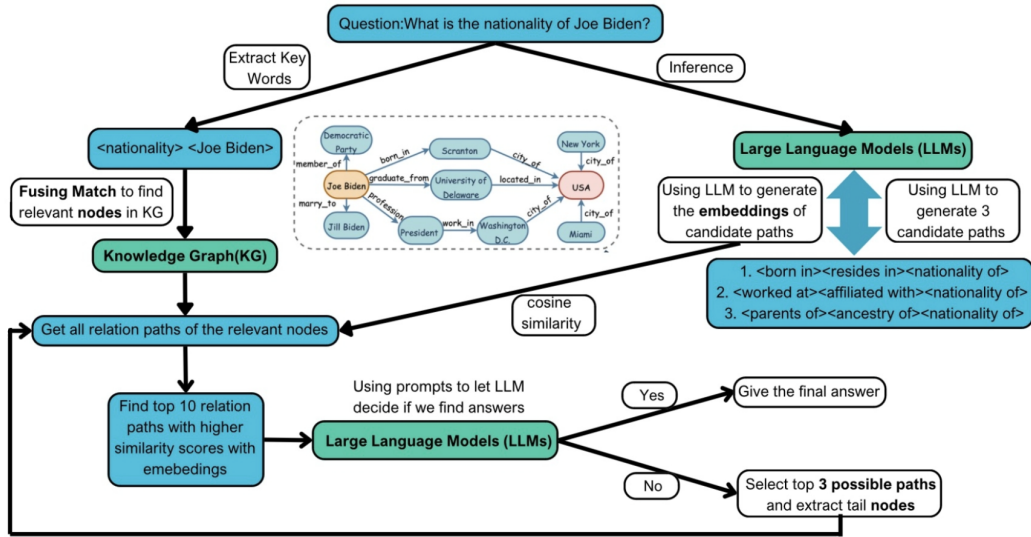 Question:What is the nationality of Joe Biden?
Extract Key
Words
Inference
<nationality> <Joe Biden>
Fusing Match to find
relevant nodes in KG
Knowledge Graph(KG)
Democratic
Party
member_of
born_in
Scranton
city_of
New York
city_of
Joe Biden
graduate_from
University of
Delaware
located_in
USA
marry_to
Jill Biden
profession
President
work_in
Washington
D.C.
city_of
city_of
Miami
Large Language Models (LLMs)
Using LLM to generate
the embeddings of
candidate paths
Using LLM to
generate 3
candidate paths
1. <born in><resides in><nationality of>
2. <worked at><affiliated with><nationality of>
3. <parents of><ancestry of><nationality of>
cosine
similarity
Get all relation paths of the relevant nodes
Find top 10 relation
paths with higher
similarity scores with
emebedings
Using prompts to let LLM
decide if we find answers
Large Language Models (LLMs)
Yes
Give the final answer
No
Select top 3 possible paths
and extract tail nodes